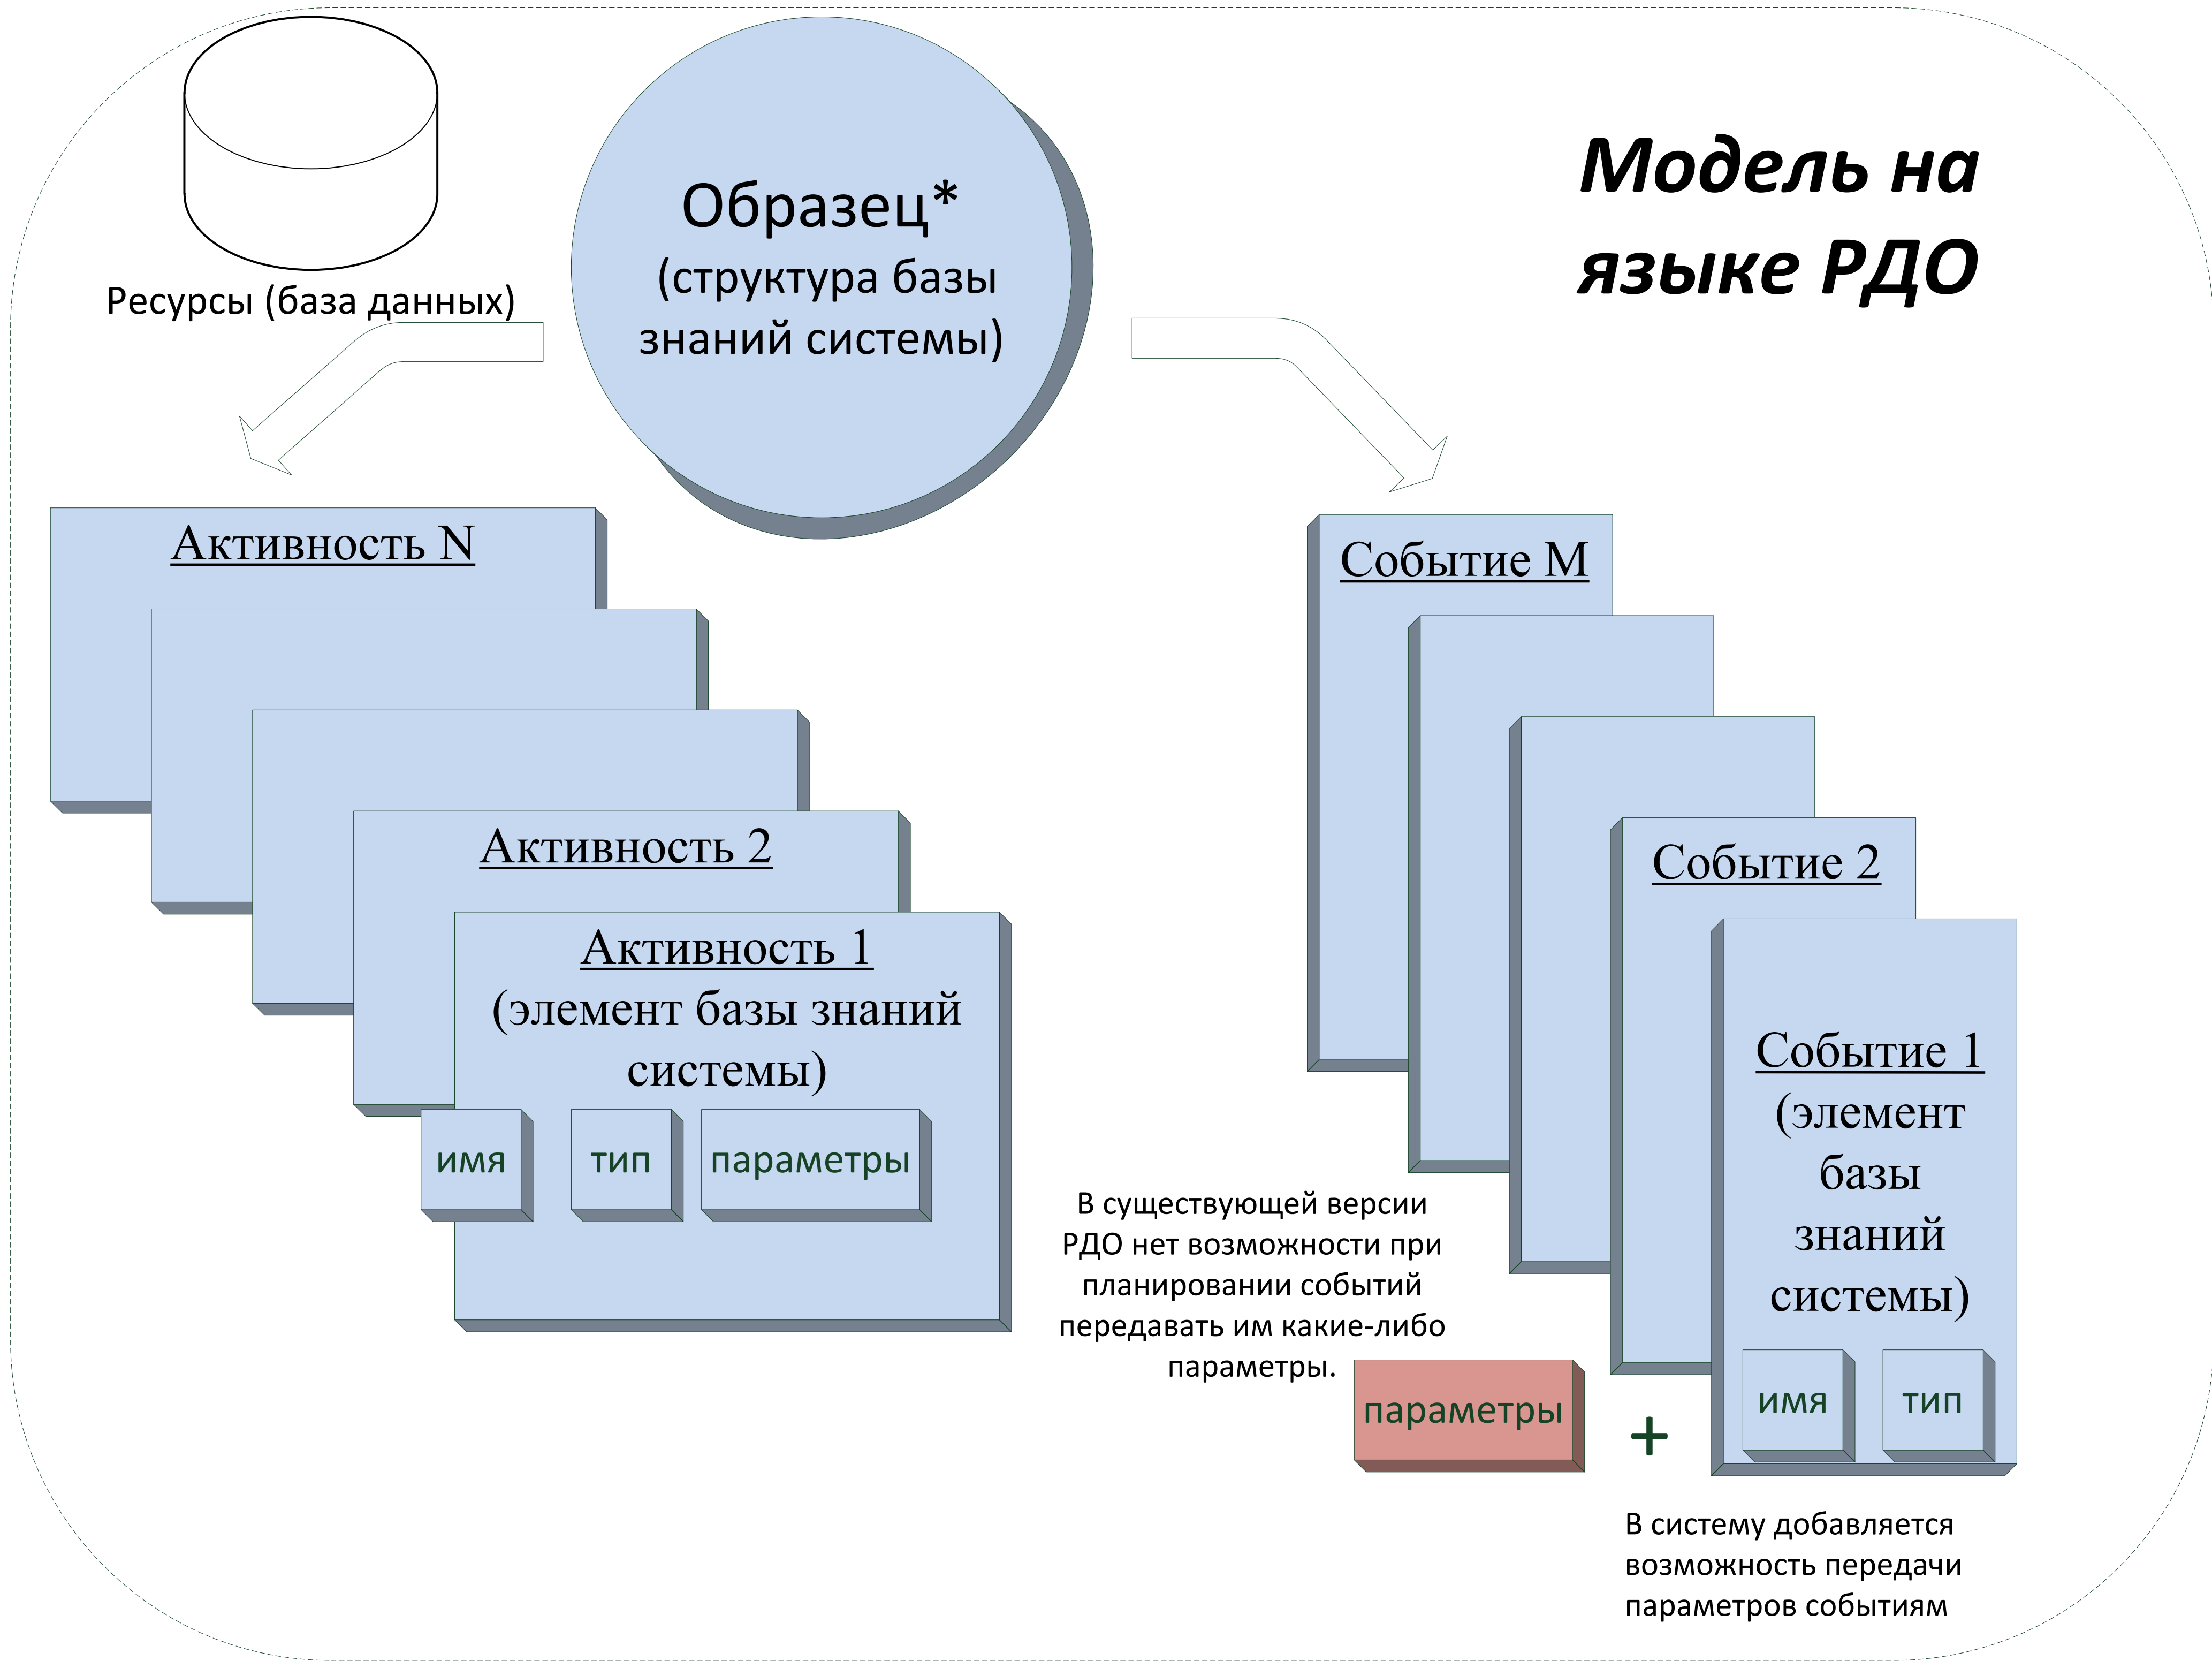 Ресурсы (база данных)
Образец*
(структура базы
знаний системы)
Модель на
языке РДО
Активность N
Активность 2
Активность 1
(элемент базы знаний
системы)
имя
тип
параметры
Событие M
Событие 2
Событие 1
(элемент
базы
знаний
системы)
имя
тип
В существующей версии
РДО нет возможности при
планировании событий
передавать им какие-либо
параметры.
параметры
+
В систему добавляется
возможность передачи
параметров событиям